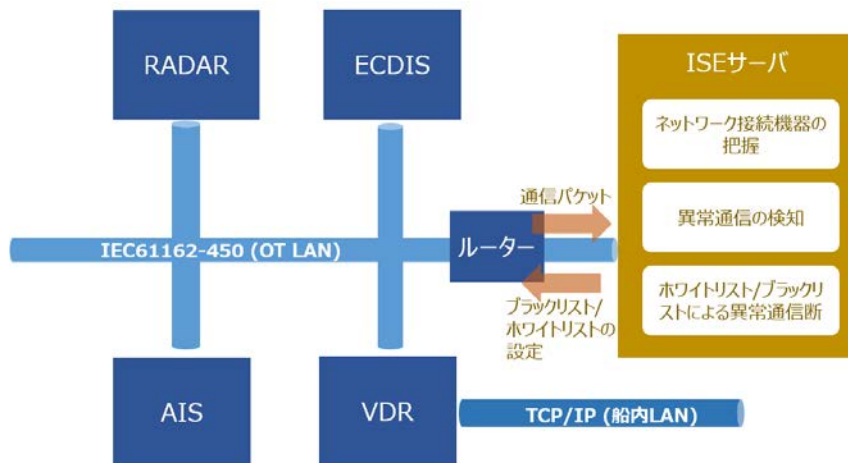 RADAR
ECDIS
ISEサーバ
ネットワーク接続機器の
把握
通信パケット
異常通信の検知
IEC61162-450 (OT LAN)
ルーター
ブラックリスト/
ホワイトリストの
設定
ホワイトリスト/ブラックリ
ストによる異常通信断
AIS
VDR
TCP/IP (船内LAN)